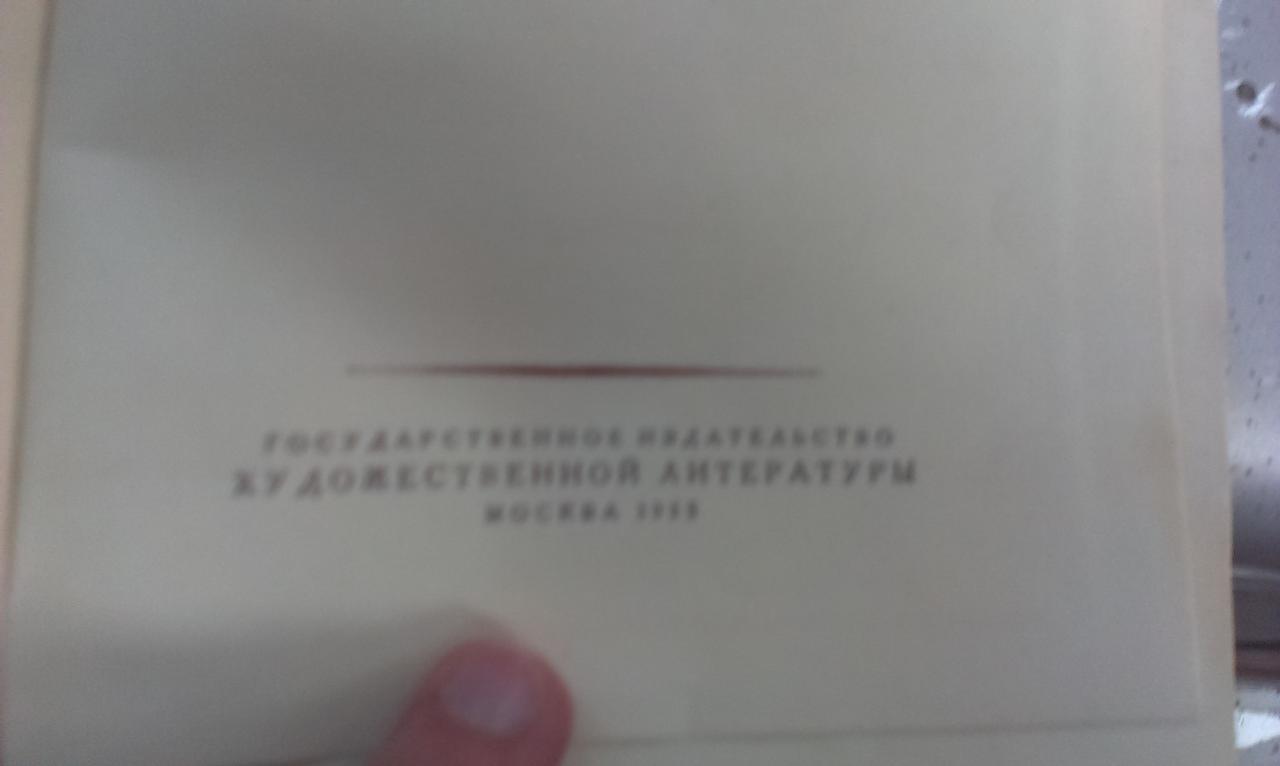 ГОСУДАРСТВЕННОЕ ИЗДАТЕЛЬСТВО
ХУДОЖЕСТВЕННОЙ ЛИТЕРАТУРЫ
МОСКВА